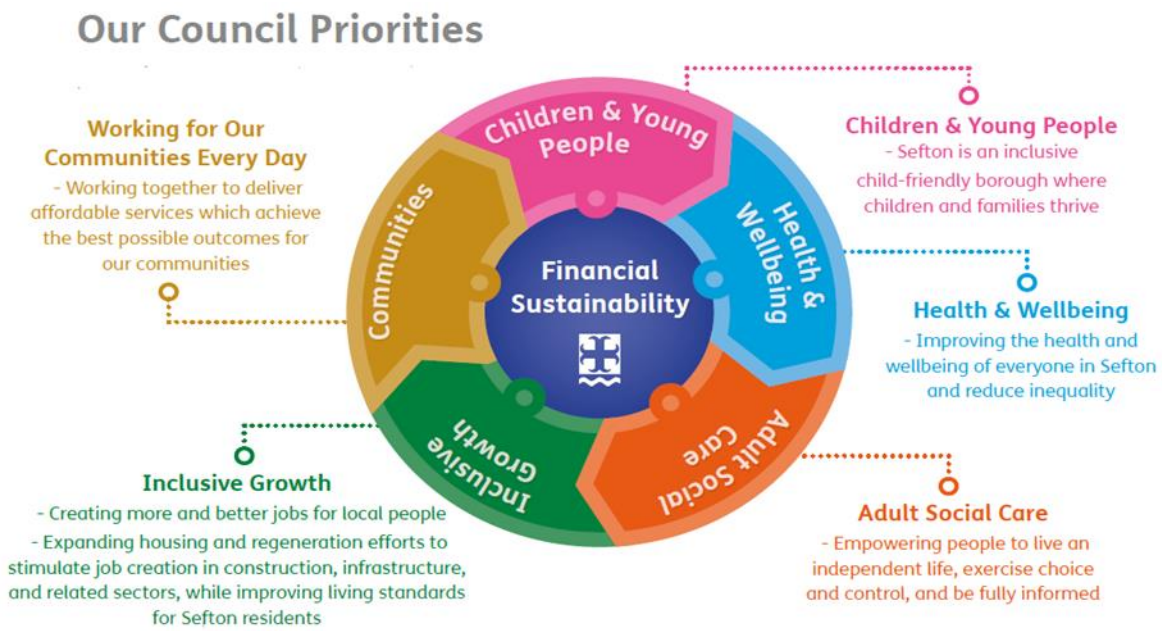 Our Council Priorities
Working for Our
Communities Every Day
- Working together to deliver
affordable services which achieve
the best possible outcomes for
our communities
Children & Young
People
Health &
Wellbeing
Adult Social
Care
Inclusive
Growth
Communities
Financial
Sustainability
Children & Young People
- Sefton is an inclusive
child-friendly borough where
children and families thrive
Health & Wellbeing
- Improving the health and
wellbeing of everyone in Sefton
and reduce inequality
Adult Social Care
- Empowering people to live an
independent life, exercise choice
and control, and be fully informed
Inclusive Growth
- Creating more and better jobs for local people
- Expanding housing and regeneration efforts to
stimulate job creation in construction, infrastructure,
and related sectors, while improving living standards
for Sefton residents